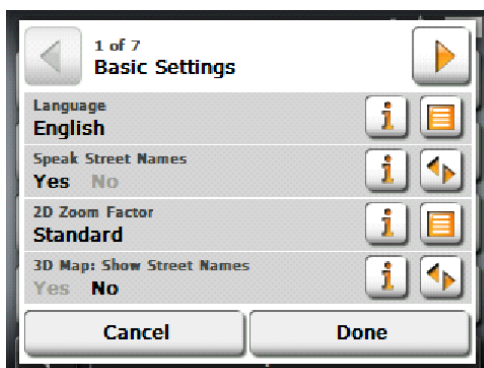 1 of 7
Basic Settings
Language
English
Speak Street Names
Yes No
2D Zoom Factor
Standard
3D Map: Show Street Names
Yes No
Cancel Done